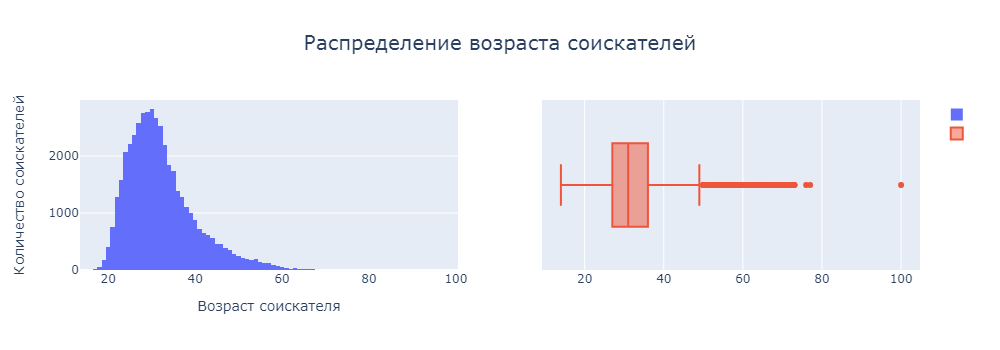 Распределение возраста соискателей
Количество соискателей
2000
1000
0
20 40 60 80 100
Возраст соискателя
20 40 60 80 100